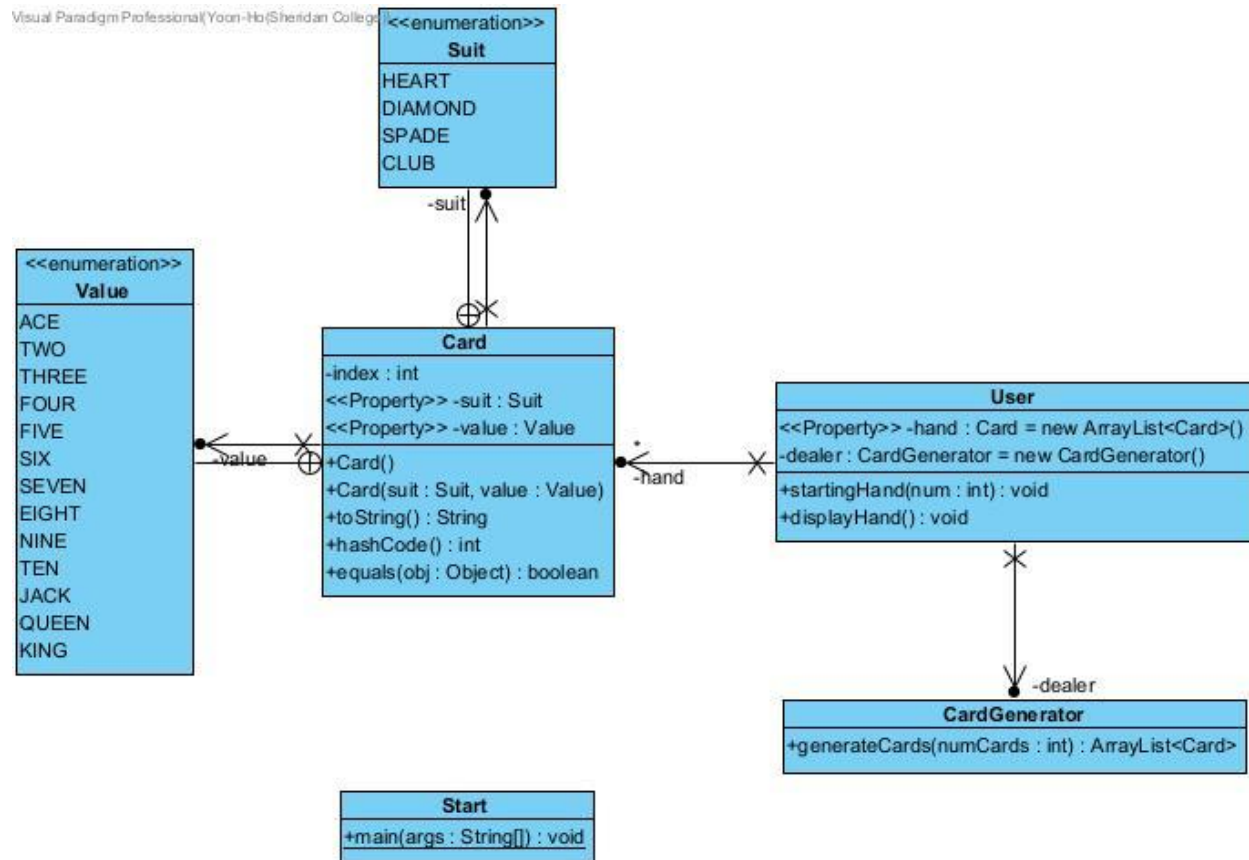 Visual Paradigm Professional(Yoon-Ho(Sheridan College
<<enumeration>>
Suit
HEART
DIAMOND
SPADE
CLUB
-suit
<<enumeration>>
Value
ACE
TWO
THREE
FOUR
FIVE
SIX
SEVEN
EIGHT
NINE
TEN
JACK
QUEEN
KING
-value
Card
-index : int
<<Property>> -suit : Suit
<<Property>> -value : Value
+Card()
+Card(suit : Suit, value : Value)
+toString() : String
+hashCode() : int
+equals(obj : Object) : boolean
*
-hand
User
<<Property>> -hand : Card = new ArrayList<Card>()
-dealer : CardGenerator = new CardGenerator()
+startingHand(num : int) : void
+displayHand() : void
-dealer
CardGenerator
+generateCards(numCards : int) : ArrayList<Card>
Start
+main(args : String[]) : void